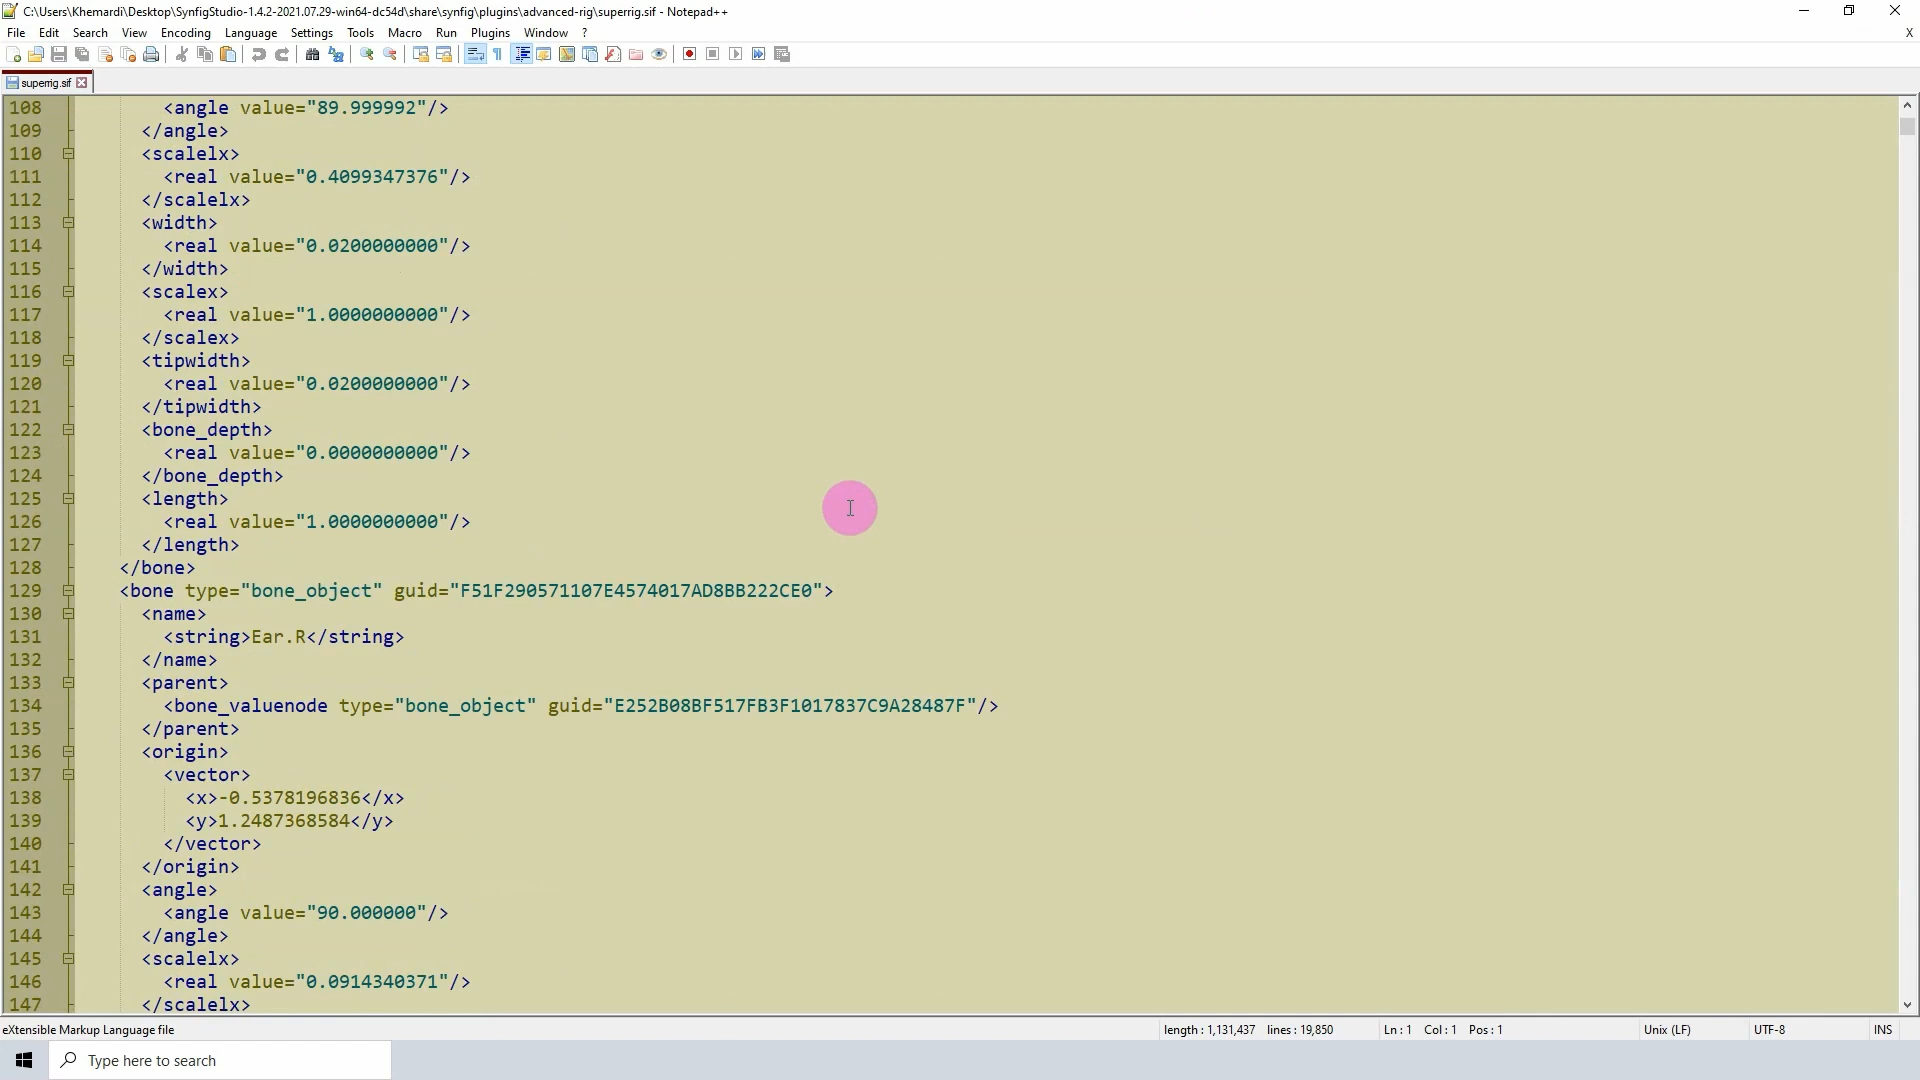 C:\Users\Khemardi\Desktop\SynfigStudio-1.4.2-2021.07.29-win64-dc54d\share\synfig\plugins\advanced-rig\superrig.sif - Notepad++
File Edit Search View Encoding Language Settings Tools Macro Run Plugins Window ? X
superrig.sif
108 <angle value="89.999992"/>
109 </angle>
110 <scalelx>
111 <real value="0.4099347376"/>
112 </scalelx>
113 <width>
114 <real value="0.0200000000"/>
115 </width>
116 <scalex>
117 <real value="1.0000000000"/>
118 </scalex>
119 <tipwidth>
120 <real value="0.0200000000"/>
121 </tipwidth>
122 <bone_depth>
123 <real value="0.0000000000"/>
124 </bone_depth>
125 <length>
126 <real value="1.0000000000"/>
127 </length>
128 </bone>
129 <bone type="bone_object" guid="F51F290571107E4574017AD8BB222CE0">
130 <name>
131 <string>Ear.R</string>
132 </name>
133 <parent>
134 <bone_valuenode type="bone_object" guid="E252B08BF517FB3F1017837C9A28487F"/>
135 </parent>
136 <origin>
137 <vector>
138 <x>-0.5378196836</x>
139 <y>1.2487368584</y>
140 </vector>
141 </origin>
142 <angle>
143 <angle value="90.000000"/>
144 </angle>
145 <scalelx>
146 <real value="0.0914340371"/>
147 </scalelx>
eXtensible Markup Language file length : 1,131,437 lines : 19,850 Ln : 1 Col : 1 Pos : 1 Unix (LF) UTF-8 INS
Type here to search